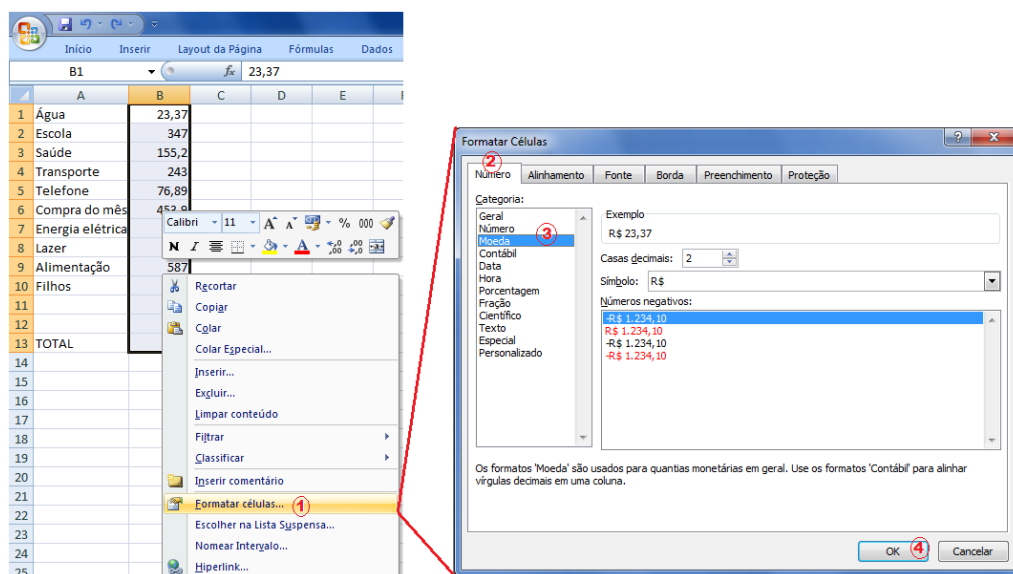 Início Inserir Layout da Página Fórmulas Dados
B1 fx 23,37
A B C D E
1 Água 23,37
2 Escola 347
3 Saúde 155,2
4 Transporte 243
5 Telefone 76,89
6 Compra do mês 453,9
7 Energia elétrica
8 Lazer
9 Alimentação 587
10 Filhos
11
12
13 TOTAL
14
15
16
17
18
19
20
21
22
23
24
25
Calibri 11 A A % 000
N I A ,00 ,00
Recortar
Copiar
Colar
Colar Especial...
Inserir...
Excluir...
Limpar conteúdo
Filtrar
Classificar
Inserir comentário
Formatar células... 1
Escolher na Lista Suspensa...
Nomear Intervalo...
Hiperlink...
Formatar Células
2
Número Alinhamento Fonte Borda Preenchimento Proteção
Categoria:
Geral
Número
Moeda 3
Contábil
Data
Hora
Porcentagem
Fração
Científico
Texto
Especial
Personalizado
Exemplo
R$ 23,37
Casas decimais: 2
Símbolo: R$
Números negativos:
-R$ 1.234,10
R$ 1.234,10
-R$ 1.234,10
-R$ 1.234,10
Os formatos 'Moeda' são usados para quantias monetárias em geral. Use os formatos 'Contábil' para alinhar
vírgulas decimais em uma coluna.
OK 4 Cancelar